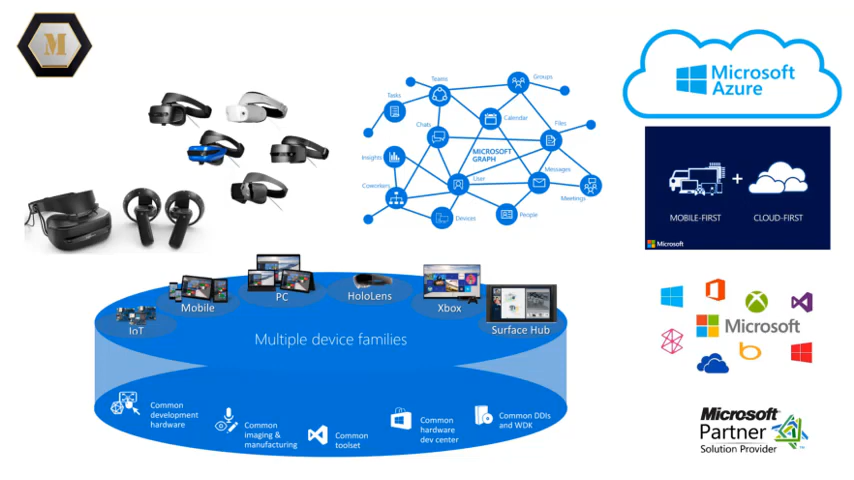 M
Teams
Groups
Tasks
Calendar
Chats
Files
MICROSOFT
GRAPH
Insights
User
Messages
Coworkers
Meetings
Devices
People
Microsoft
Azure
+
MOBILE-FIRST
CLOUD-FIRST
Microsoft
IoT
Mobile
PC
HoloLens
Xbox
Surface Hub
Multiple device families
Common
development
hardware
Common
imaging &
manufacturing
Common
toolset
Common
hardware
dev center
Common DDIs
and WDK
Microsoft
b
Microsoft
Partner
Solution Provider